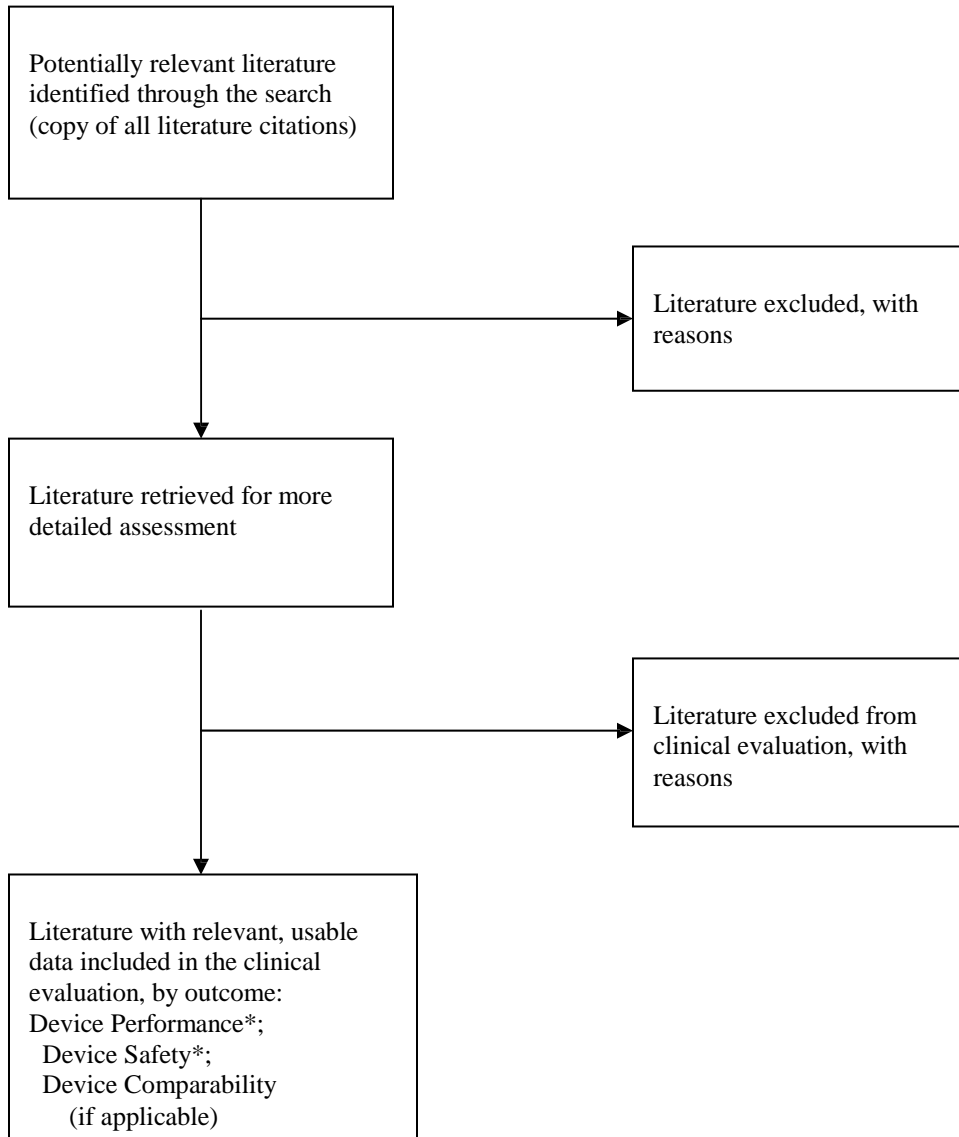 Potentially relevant literature
identified through the search
(copy of all literature citations)
Literature excluded, with
reasons
Literature retrieved for more
detailed assessment
Literature excluded from
clinical evaluation, with
reasons
Literature with relevant, usable
data included in the clinical
evaluation, by outcome:
Device Performance*;
Device Safety*;
Device Comparability
(if applicable)